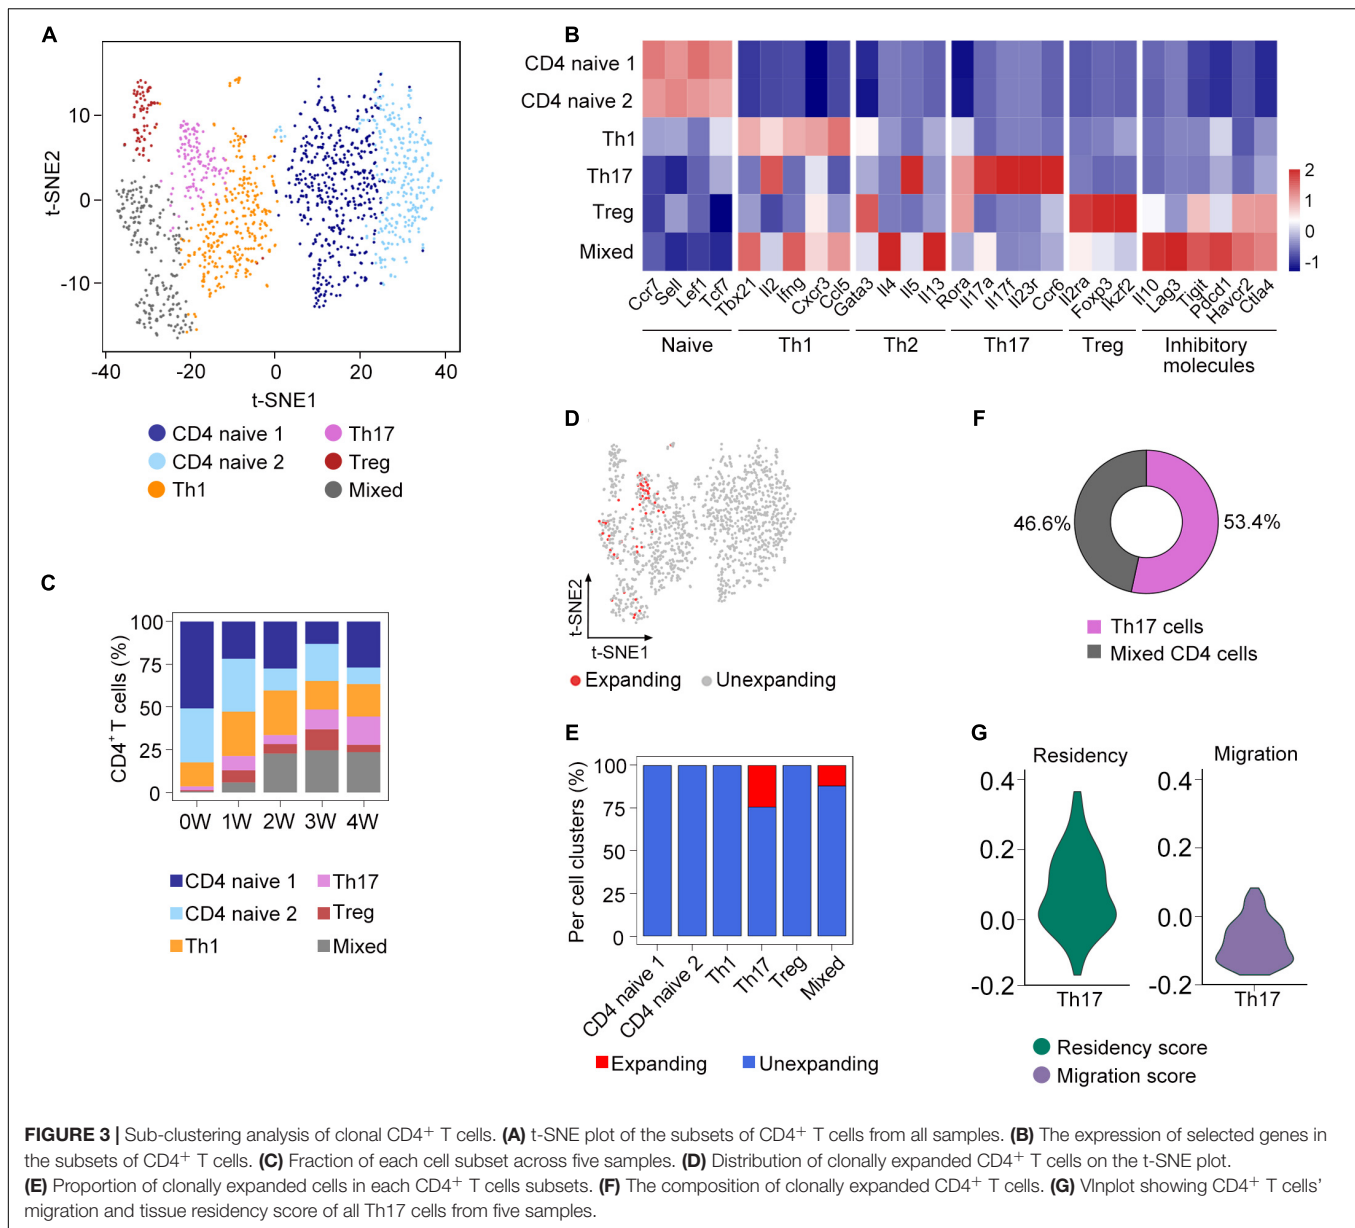 A
t-SNE2
10
0
-10
-40
-20
0
20
40
t-SNE1
CD4 naive 1
CD4 naive 2
Th1
Th17
Treg
Mixed
B
CD4 naive 1
CD4 naive 2
Th1
Th17
Treg
Mixed
Ccr7
Sell
Lef1
Tcf7
Tbx21
Il2
Ifng
Cxcr3
Ccl5
Gata3
Il4
Il5
Il13
Rora
Il17a
Il17f
Il23r
Ccr6
Il2ra
Foxp3
Ikzf2
Il10
Lag3
Tigit
Pdcd1
Havcr2
Ctla4
Naive
Th1
Th2
Th17
Treg
Inhibitory
molecules
2
1
0
-1
C
CD4⁺ T cells (%)
100
75
50
25
0
0W
1W
2W
3W
4W
CD4 naive 1
CD4 naive 2
Th1
Th17
Treg
Mixed
D
t-SNE2
t-SNE1
Expanding
Unexpanding
E
Per cell clusters (%)
100
75
50
25
0
CD4 naive 1
CD4 naive 2
Th1
Th17
Treg
Mixed
Expanding
Unexpanding
F
46.6%
53.4%
Th17 cells
Mixed CD4 cells
G
Residency
0.4
0.2
0.0
-0.2
Th17
Migration
0.4
0.2
0.0
-0.2
Th17
Residency score
Migration score
FIGURE 3 | Sub-clustering analysis of clonal CD4⁺ T cells. (A) t-SNE plot of the subsets of CD4⁺ T cells from all samples. (B) The expression of selected genes in
the subsets of CD4⁺ T cells. (C) Fraction of each cell subset across five samples. (D) Distribution of clonally expanded CD4⁺ T cells on the t-SNE plot.
(E) Proportion of clonally expanded cells in each CD4⁺ T cells subsets. (F) The composition of clonally expanded CD4⁺ T cells. (G) Vlnplot showing CD4⁺ T cells'
migration and tissue residency score of all Th17 cells from five samples.